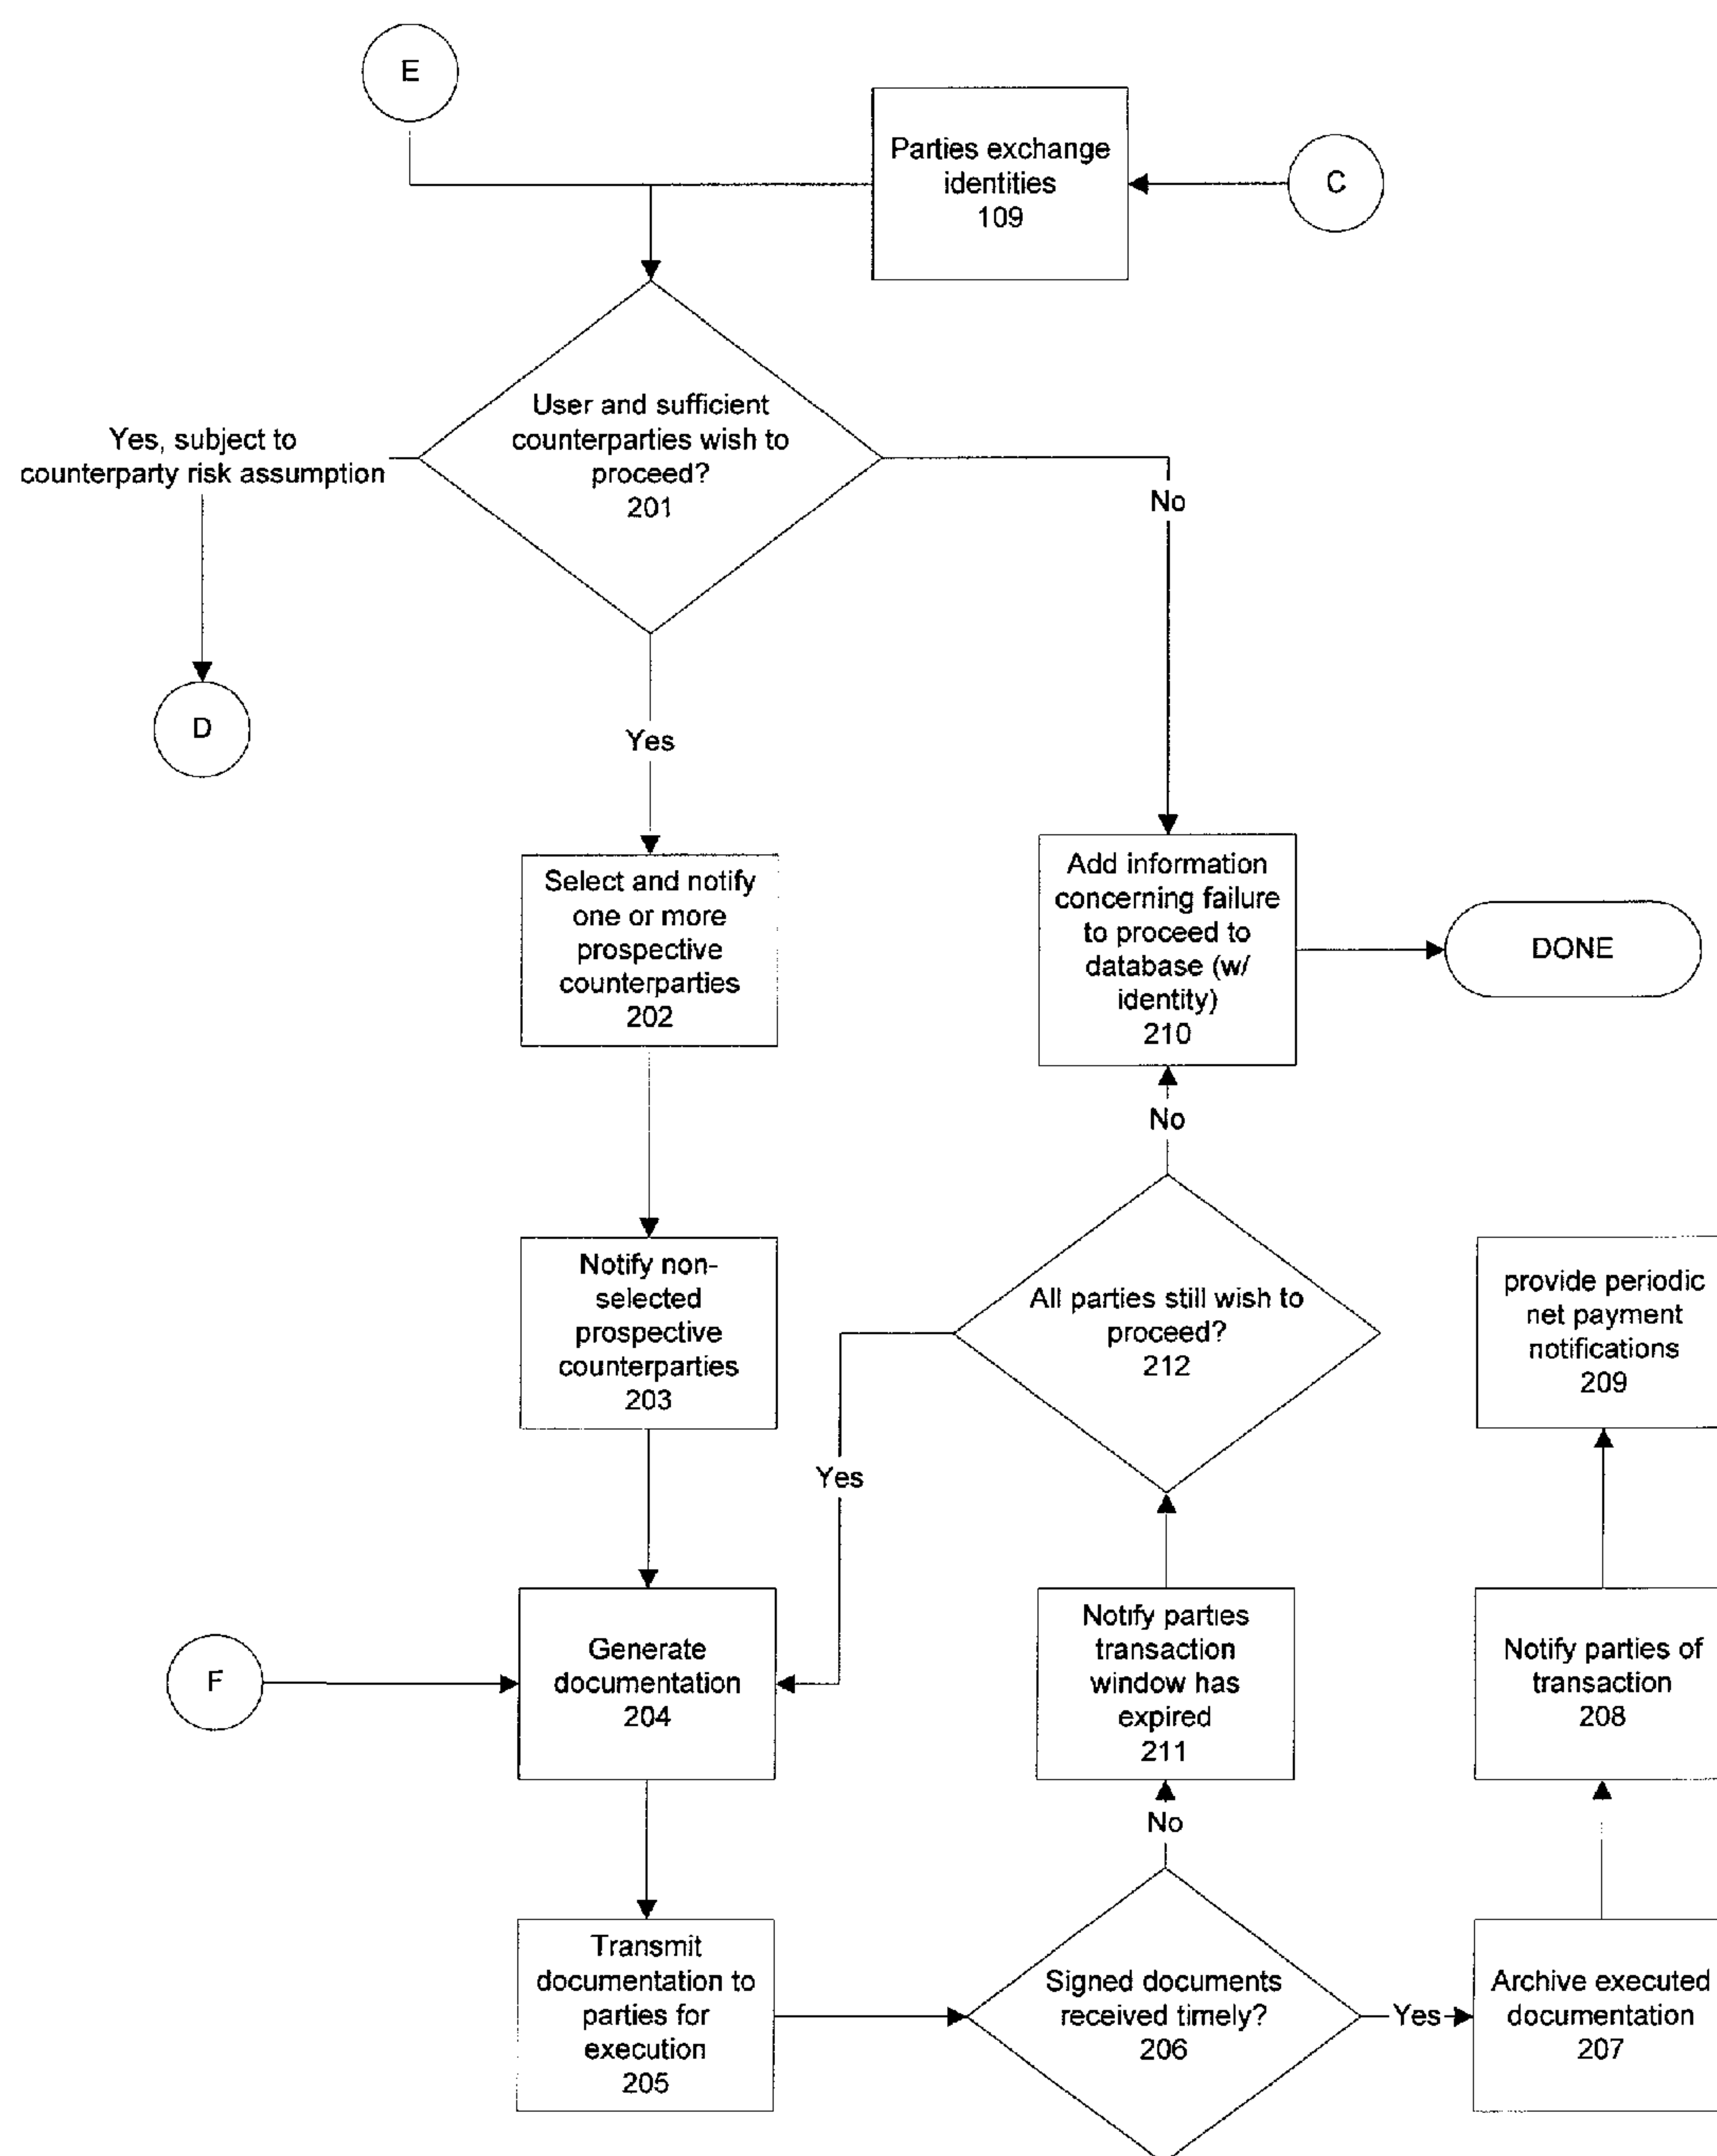 E
Parties exchange
identities
109
C
User and sufficient
counterparties wish to
proceed?
201
Yes, subject to
counterparty risk assumption
No
D
Yes
Select and notify
one or more
prospective
counterparties
202
Add information
concerning failure
to proceed to
database (w/
identity)
210
DONE
No
Notify non-
selected
prospective
counterparties
203
All parties still wish to
proceed?
212
provide periodic
net payment
notifications
209
Yes
F
Generate
documentation
204
Notify parties
transaction
window has
expired
211
Notify parties of
transaction
208
No
Transmit
documentation to
parties for
execution
205
Signed documents
received timely?
206
Yes
Archive executed
documentation
207